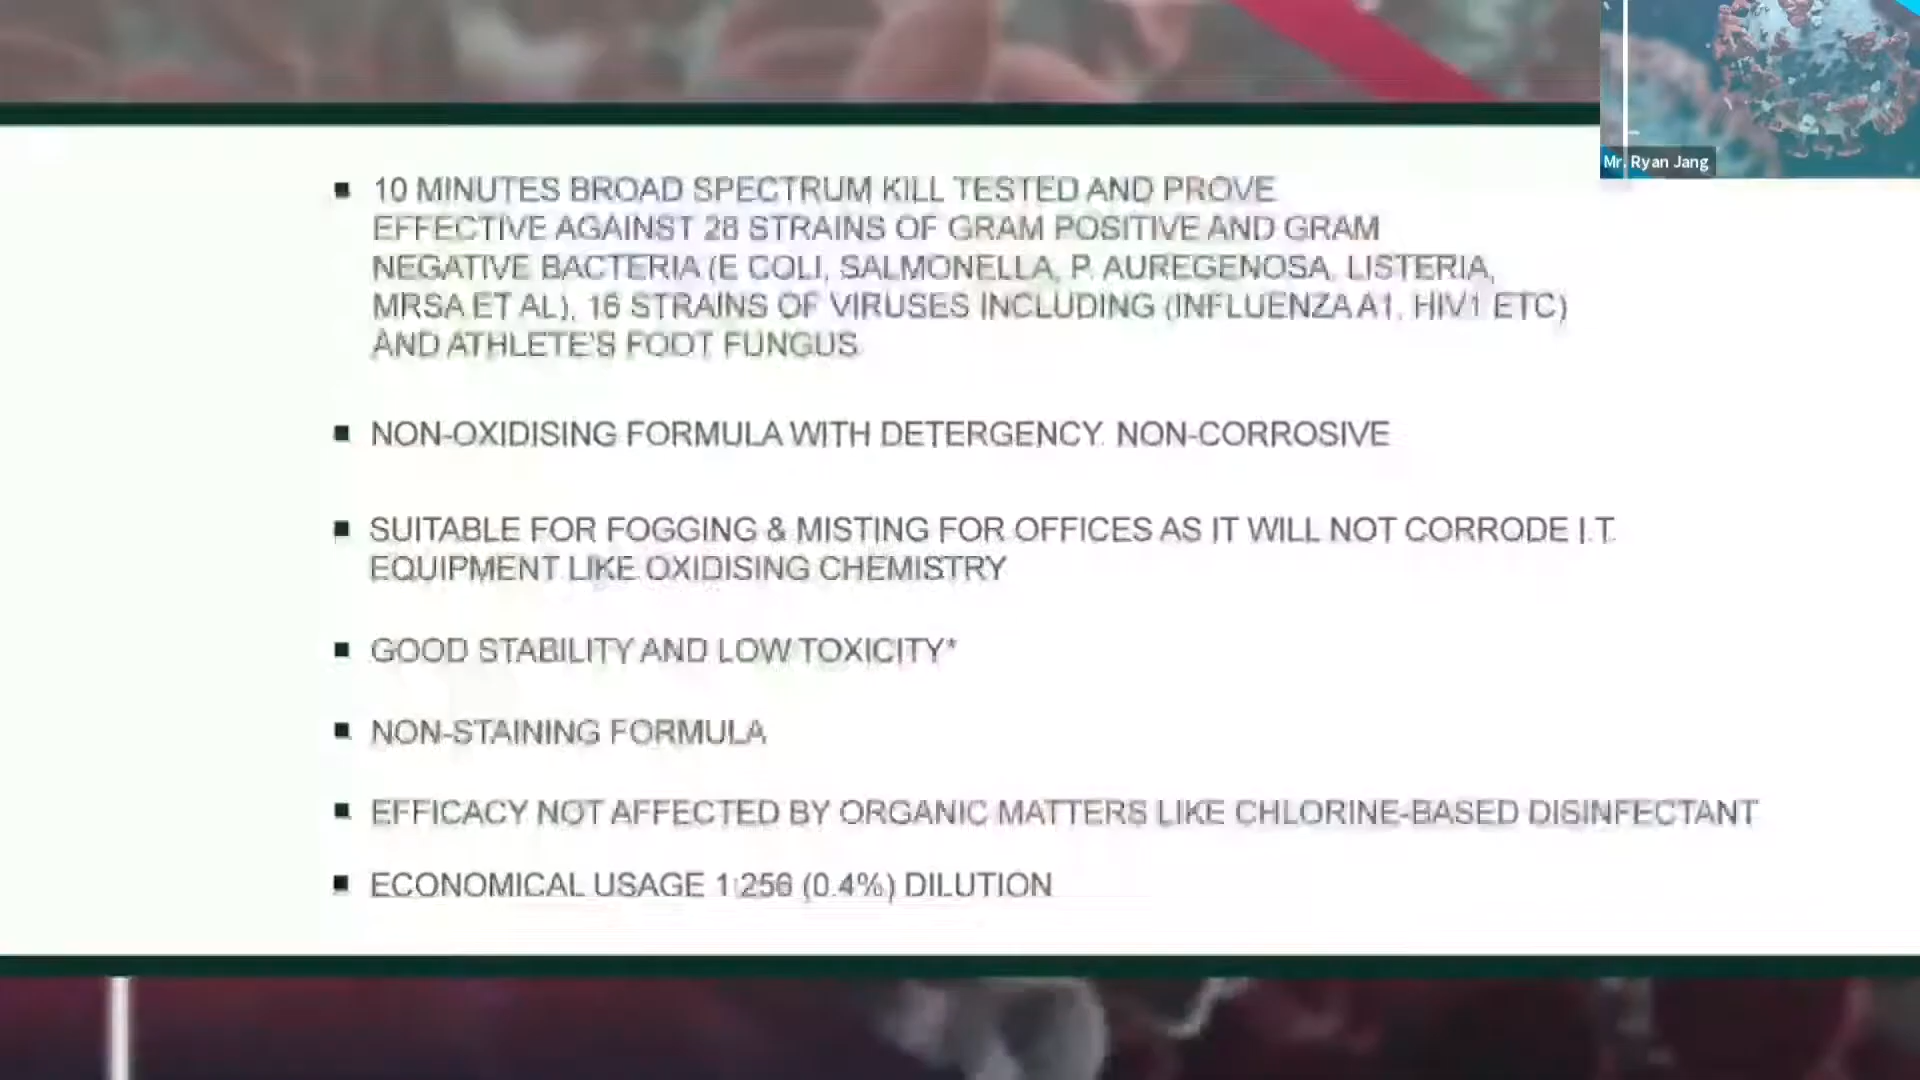 Mr. Ryan Jang
10 MINUTES BROAD SPECTRUM KILL TESTED AND PROVE
EFFECTIVE AGAINST 28 STRAINS OF GRAM POSITIVE AND GRAM
NEGATIVE BACTERIA (E COLI, SALMONELLA, P. AUREGENOSA, LISTERIA,
MRSA ET AL), 16 STRAINS OF VIRUSES INCLUDING (INFLUENZA A1, HIV1 ETC)
AND ATHLETE'S FOOT FUNGUS
NON-OXIDISING FORMULA WITH DETERGENCY. NON-CORROSIVE
SUITABLE FOR FOGGING & MISTING FOR OFFICES AS IT WILL NOT CORRODE I.T.
EQUIPMENT LIKE OXIDISING CHEMISTRY
GOOD STABILITY AND LOW TOXICITY*
NON-STAINING FORMULA
EFFICACY NOT AFFECTED BY ORGANIC MATTERS LIKE CHLORINE-BASED DISINFECTANT
ECONOMICAL USAGE 1:256 (0.4%) DILUTION